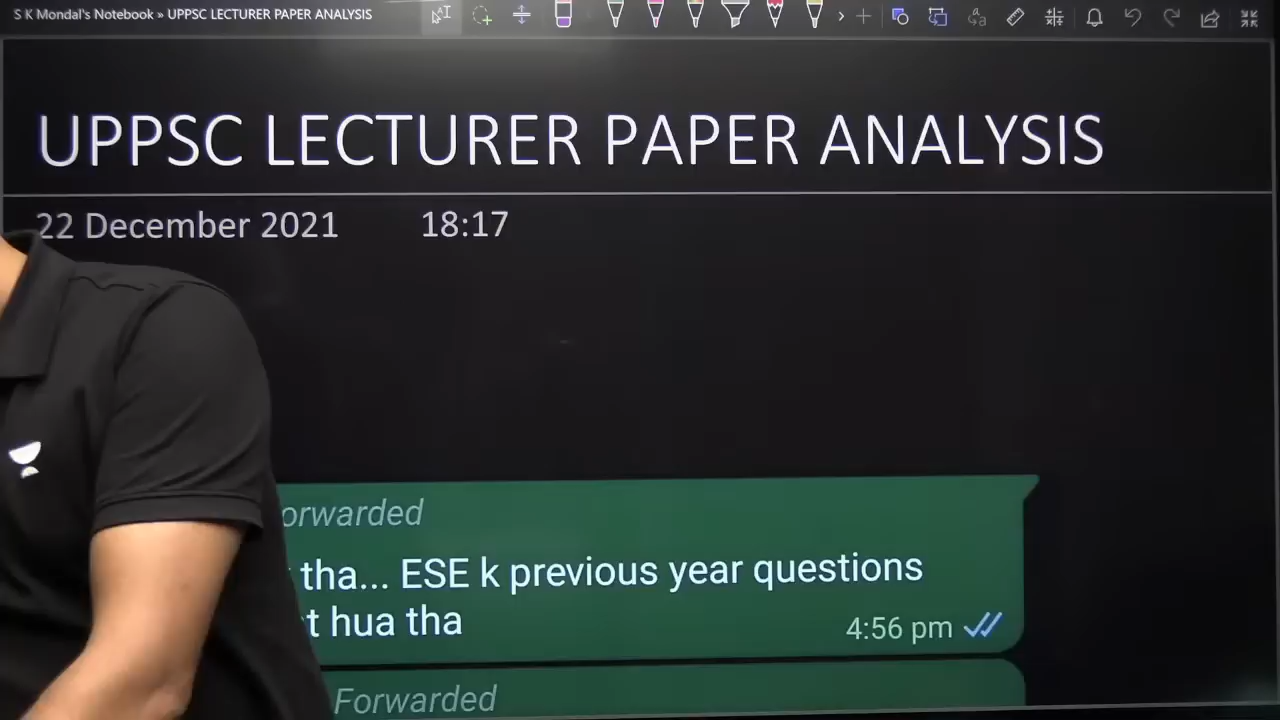 S K Mondal's Notebook » UPPSC LECTURER PAPER ANALYSIS
UPPSC LECTURER PAPER ANALYSIS
22 December 2021 18:17
tha... ESE k previous year questions
hua tha
4:56 pm
Forwarded